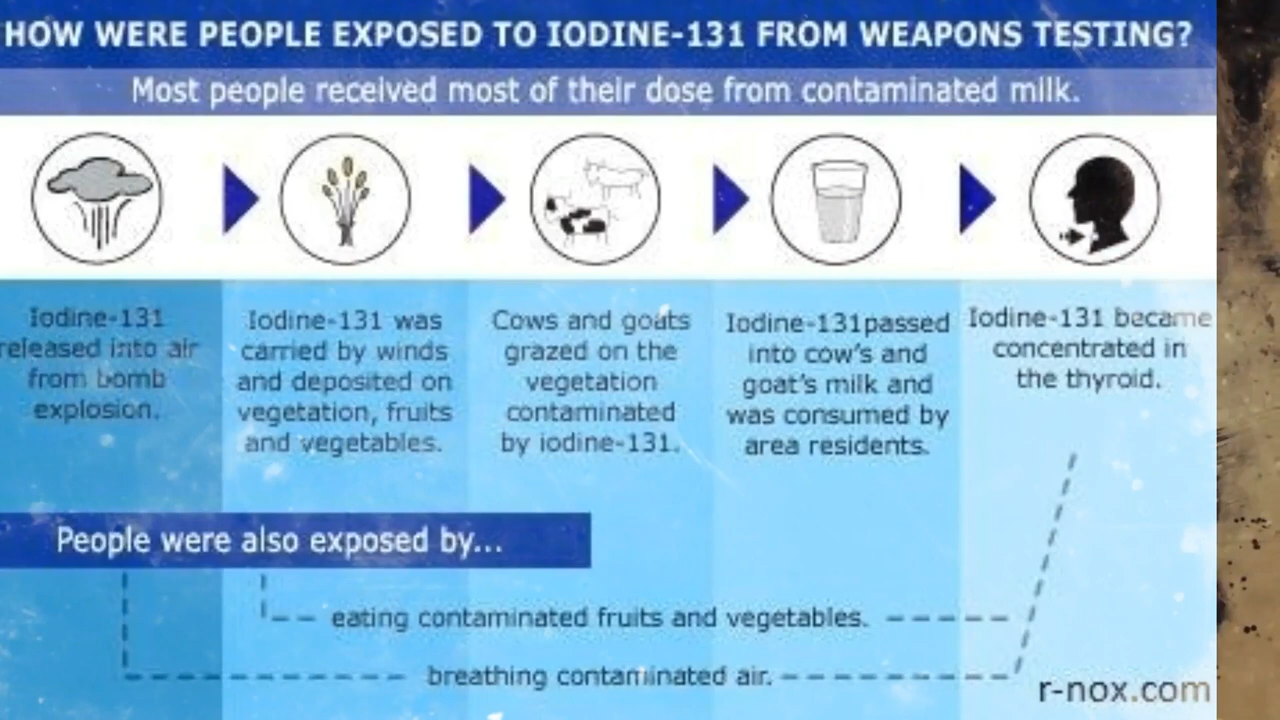 HOW WERE PEOPLE EXPOSED TO IODINE-131 FROM WEAPONS TESTING?
Most people received most of their dose from contaminated milk.
Iodine-131
released into air
from bomb
explosion.
Iodine-131 was
carried by winds
and deposited on
vegetation, fruits
and vegetables.
Cows and goats
grazed on the
vegetation
contaminated
by iodine-131.
Iodine-131passed
into cow's and
goat's milk and
was consumed by
area residents.
Iodine-131 became
concentrated in
the thyroid.
People were also exposed by...
eating contaminated fruits and vegetables.
breathing contaminated air.
r-nox.com